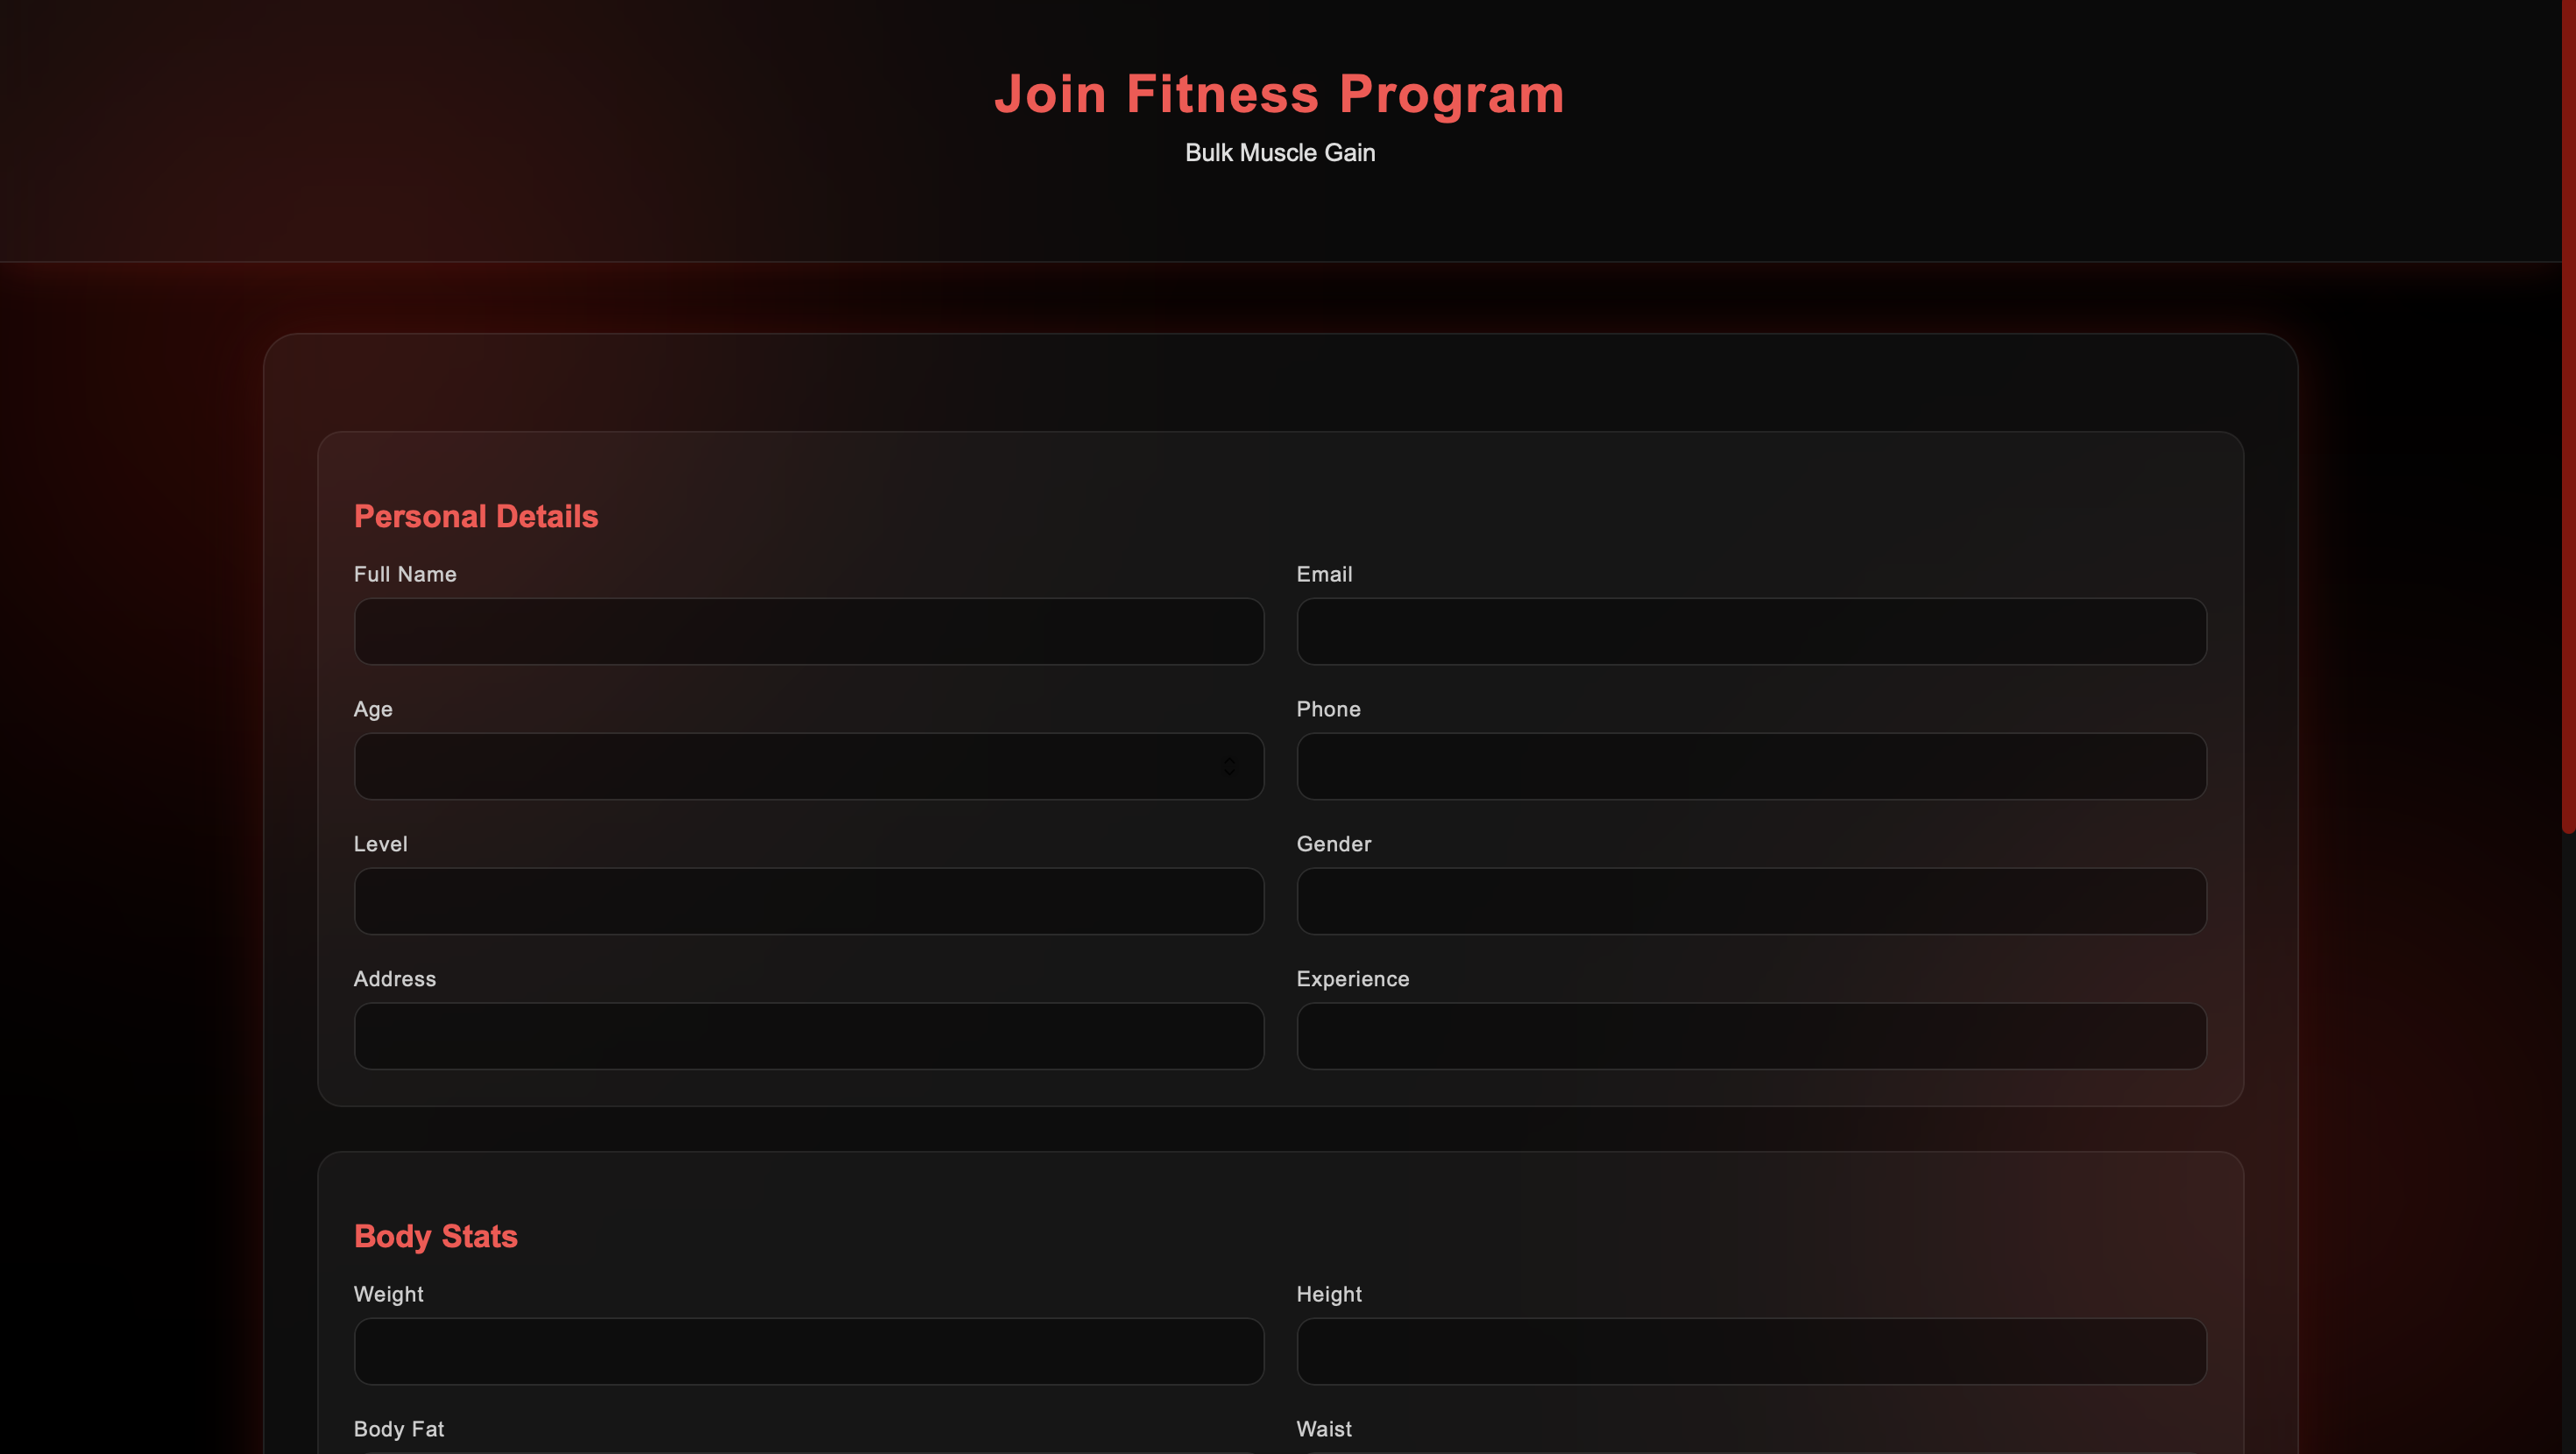 Join Fitness Program
Bulk Muscle Gain
Personal Details
Full Name
Email
Age
Phone
Level
Gender
Address
Experience
Body Stats
Weight
Height
Body Fat
Waist